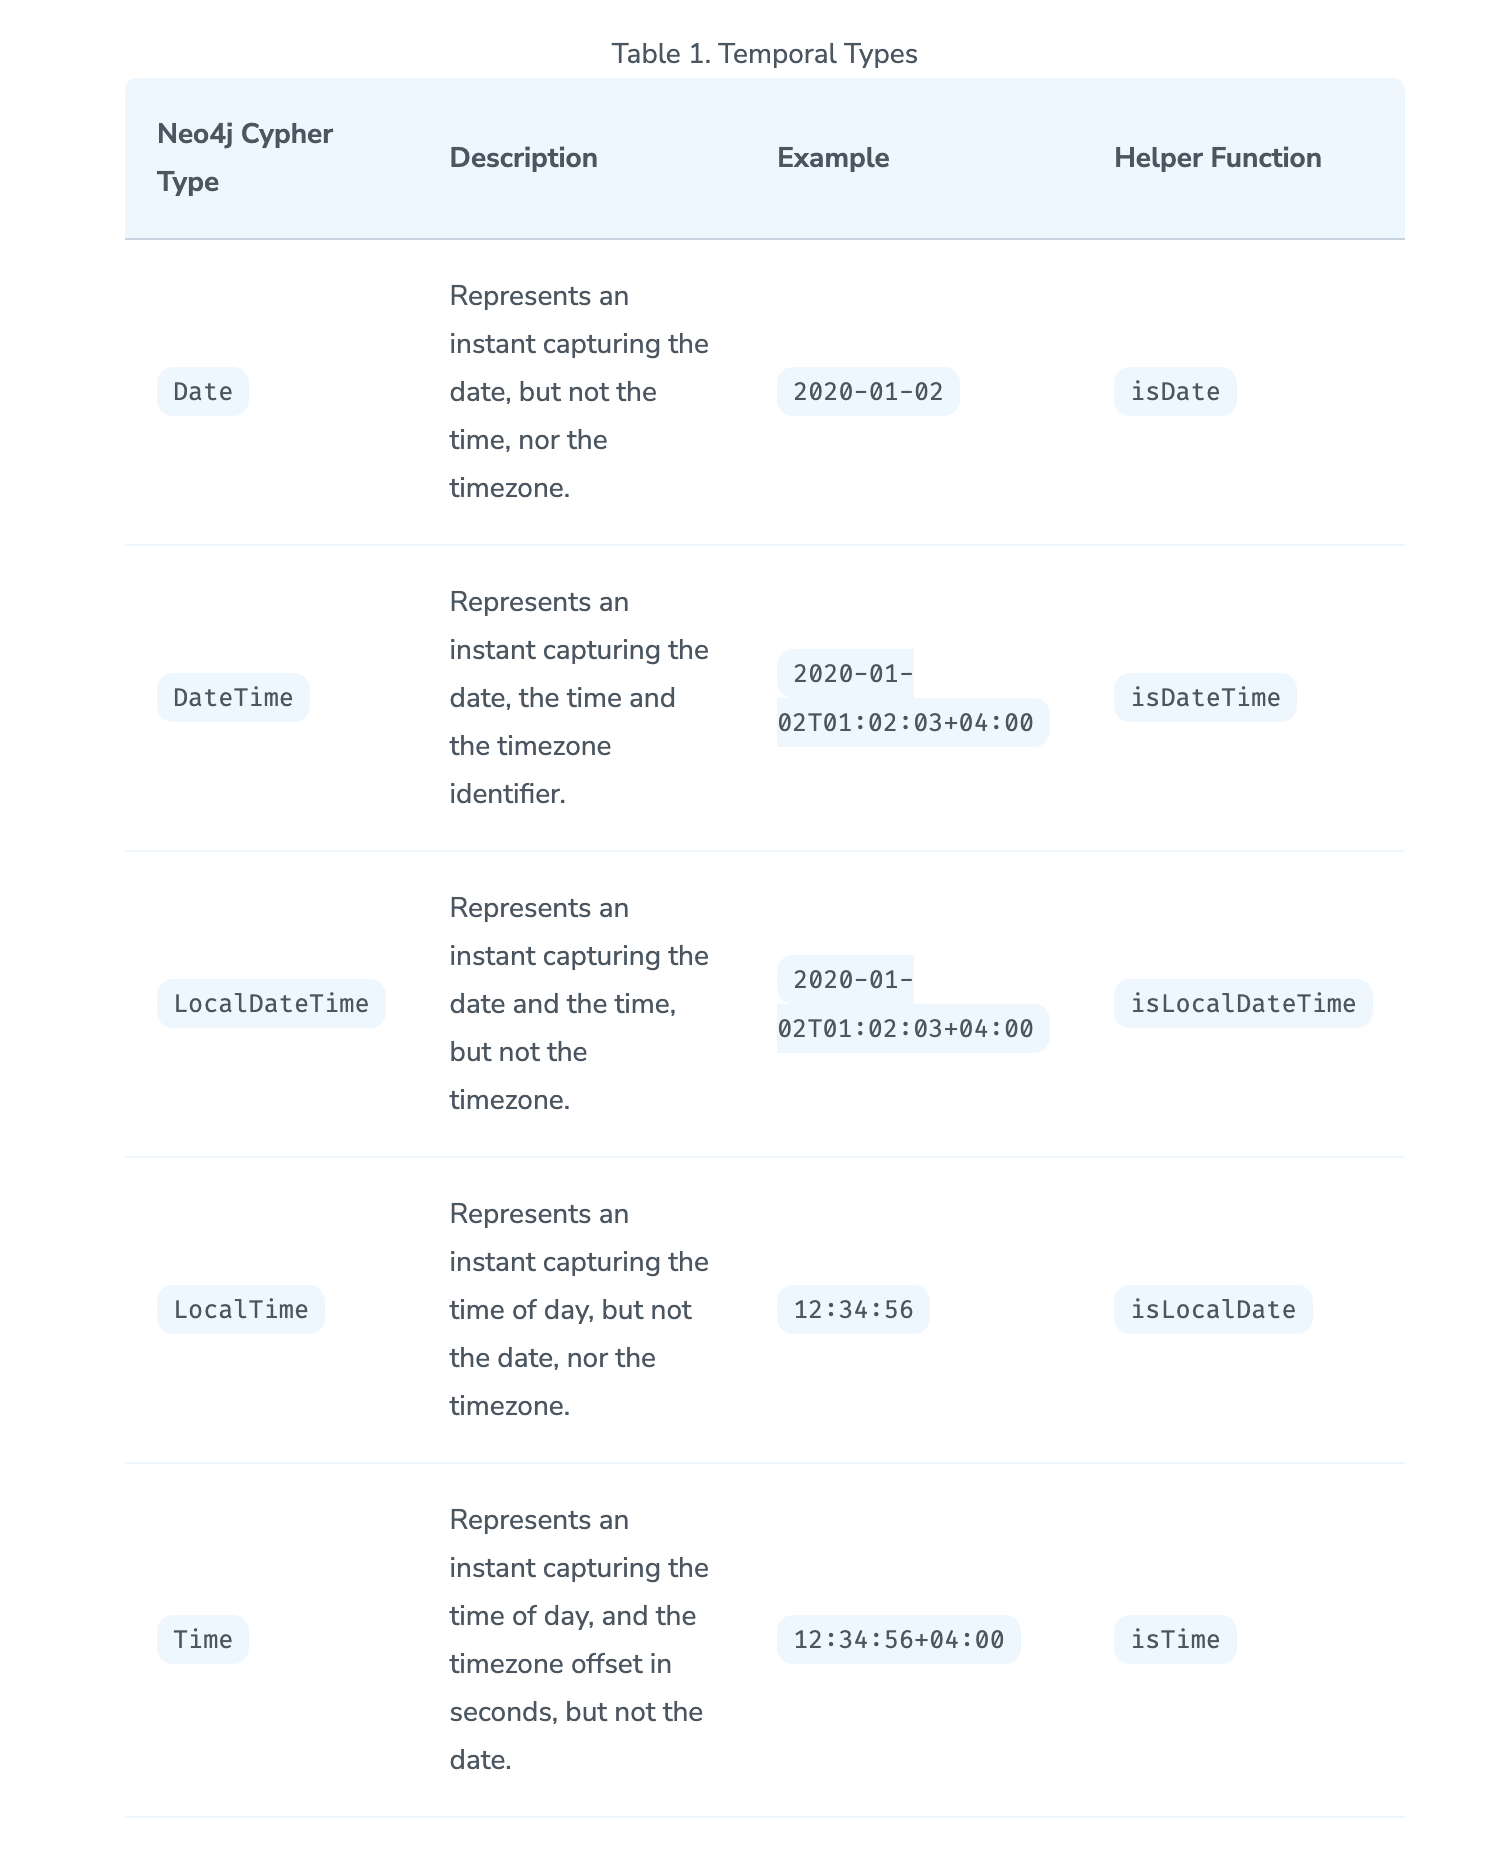 Table 1. Temporal Types
Neo4j Cypher
Type
Description
Example
Helper Function
Date
Represents an
instant capturing the
date, but not the
time, nor the
timezone.
2020-01-02
isDate
DateTime
Represents an
instant capturing the
date, the time and
the timezone
identifier.
2020-01-
02T01:02:03+04:00
isDateTime
LocalDateTime
Represents an
instant capturing the
date and the time,
but not the
timezone.
2020-01-
02T01:02:03+04:00
isLocalDateTime
LocalTime
Represents an
instant capturing the
time of day, but not
the date, nor the
timezone.
12:34:56
isLocalDate
Time
Represents an
instant capturing the
time of day, and the
timezone offset in
seconds, but not the
date.
12:34:56+04:00
isTime